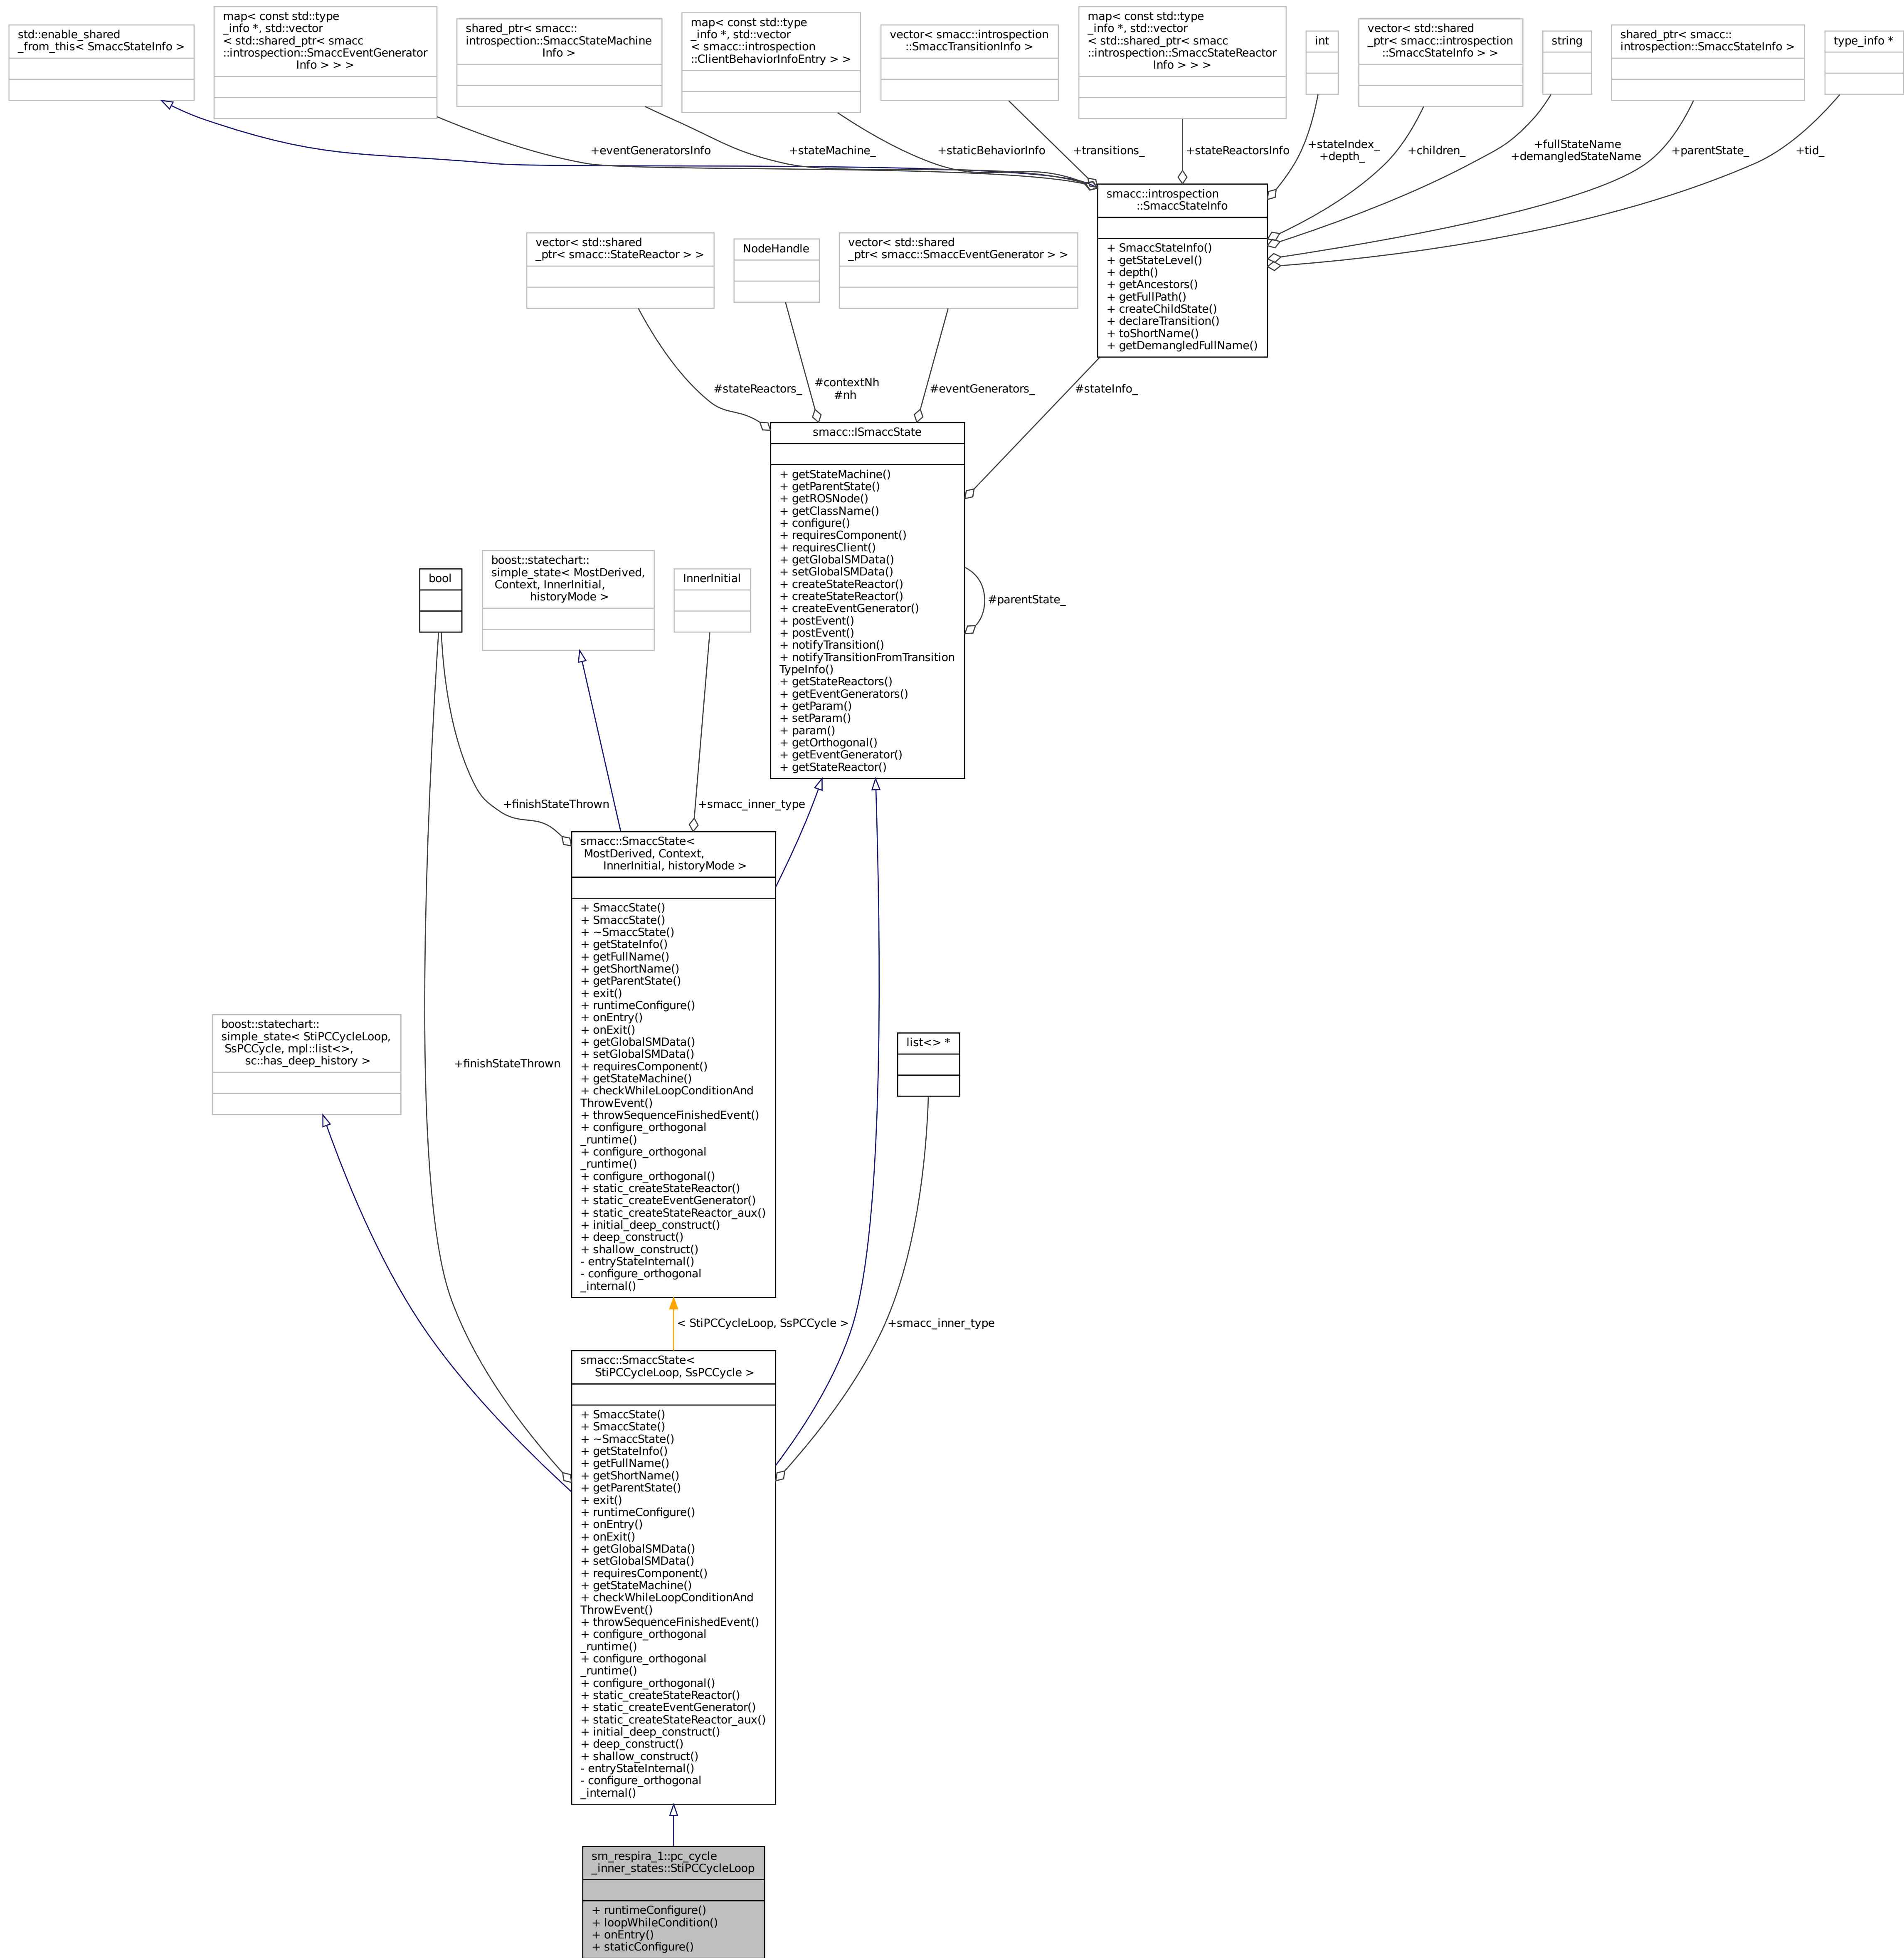 std::enable_shared
_from_this< SmaccStateInfo >
map< const std::type
_info *, std::vector
< std::shared_ptr< smacc
::introspection::SmaccEventGenerator
Info > > >
shared_ptr< smacc::
introspection::SmaccStateMachine
Info >
map< const std::type
_info *, std::vector
< smacc::introspection
::ClientBehaviorInfoEntry > >
vector< smacc::introspection
::SmaccTransitionInfo >
map< const std::type
_info *, std::vector
< std::shared_ptr< smacc
::introspection::SmaccStateReactor
Info > > >
int
vector< std::shared
_ptr< smacc::introspection
::SmaccStateInfo > >
string
shared_ptr< smacc::
introspection::SmaccStateInfo >
type_info *
+eventGeneratorsInfo
+stateMachine_
+staticBehaviorInfo
+transitions_
+stateReactorsInfo
+stateIndex_
+depth_
+children_
+fullStateName
+demangledStateName
+parentState_
+tid_
smacc::introspection
::SmaccStateInfo
+ SmaccStateInfo()
+ getStateLevel()
+ depth()
+ getAncestors()
+ getFullPath()
+ createChildState()
+ declareTransition()
+ toShortName()
+ getDemangledFullName()
vector< std::shared
_ptr< smacc::StateReactor > >
NodeHandle
vector< std::shared
_ptr< smacc::SmaccEventGenerator > >
#stateReactors_
#contextNh
#nh
#eventGenerators_
#stateInfo_
smacc::ISmaccState
+ getStateMachine()
+ getParentState()
+ getROSNode()
+ getClassName()
+ configure()
+ requiresComponent()
+ requiresClient()
+ getGlobalSMData()
+ setGlobalSMData()
+ createStateReactor()
+ createStateReactor()
+ createEventGenerator()
+ postEvent()
+ postEvent()
+ notifyTransition()
+ notifyTransitionFromTransition
TypeInfo()
+ getStateReactors()
+ getEventGenerators()
+ getParam()
+ setParam()
+ param()
+ getOrthogonal()
+ getEventGenerator()
+ getStateReactor()
#parentState_
bool
boost::statechart::
simple_state< MostDerived,
Context, InnerInitial,
historyMode >
InnerInitial
+finishStateThrown
+smacc_inner_type
smacc::SmaccState<
MostDerived, Context,
InnerInitial, historyMode >
+ SmaccState()
+ SmaccState()
+ ~SmaccState()
+ getStateInfo()
+ getFullName()
+ getShortName()
+ getParentState()
+ exit()
+ runtimeConfigure()
+ onEntry()
+ onExit()
+ getGlobalSMData()
+ setGlobalSMData()
+ requiresComponent()
+ getStateMachine()
+ checkWhileLoopConditionAnd
ThrowEvent()
+ throwSequenceFinishedEvent()
+ configure_orthogonal
_runtime()
+ configure_orthogonal
_runtime()
+ configure_orthogonal()
+ static_createStateReactor()
+ static_createEventGenerator()
+ static_createStateReactor_aux()
+ initial_deep_construct()
+ deep_construct()
+ shallow_construct()
- entryStateInternal()
- configure_orthogonal
_internal()
boost::statechart::
simple_state< StiPCCycleLoop,
SsPCCycle, mpl::list<>,
sc::has_deep_history >
+finishStateThrown
list<> *
< StiPCCycleLoop, SsPCCycle >
+smacc_inner_type
smacc::SmaccState<
StiPCCycleLoop, SsPCCycle >
+ SmaccState()
+ SmaccState()
+ ~SmaccState()
+ getStateInfo()
+ getFullName()
+ getShortName()
+ getParentState()
+ exit()
+ runtimeConfigure()
+ onEntry()
+ onExit()
+ getGlobalSMData()
+ setGlobalSMData()
+ requiresComponent()
+ getStateMachine()
+ checkWhileLoopConditionAnd
ThrowEvent()
+ throwSequenceFinishedEvent()
+ configure_orthogonal
_runtime()
+ configure_orthogonal
_runtime()
+ configure_orthogonal()
+ static_createStateReactor()
+ static_createEventGenerator()
+ static_createStateReactor_aux()
+ initial_deep_construct()
+ deep_construct()
+ shallow_construct()
- entryStateInternal()
- configure_orthogonal
_internal()
sm_respira_1::pc_cycle
_inner_states::StiPCCycleLoop
+ runtimeConfigure()
+ loopWhileCondition()
+ onEntry()
+ staticConfigure()